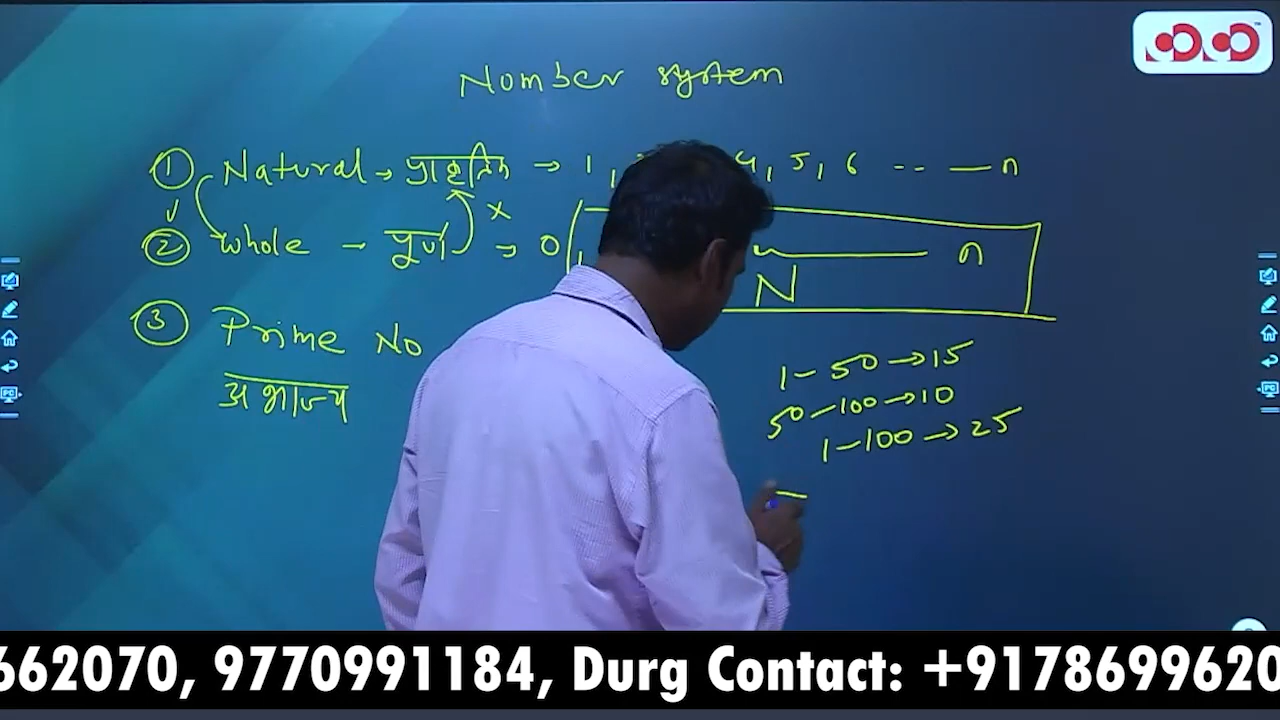 Number system
① Natural → प्राकृतिक → 1, 4, 5, 6 -- — n
② whole - पूर्ण → 0 n
N
③ Prime No
अभाज्य
1-50→15
50-100→10
1-100→25
662070, 9770991184, Durg Contact: +9178699620